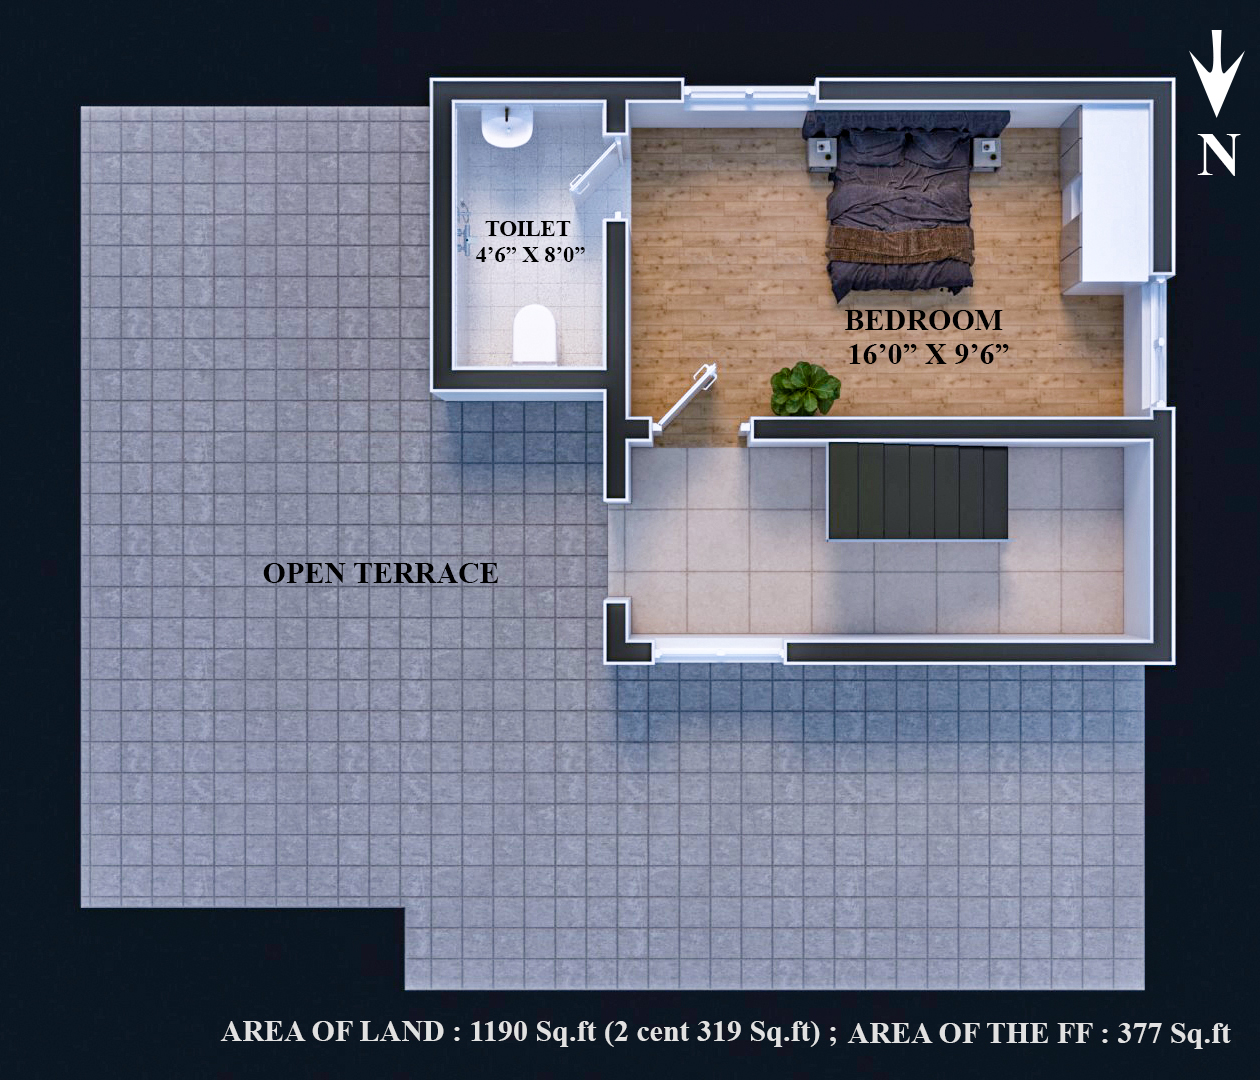 N
TOILET
4’6” X 8’0”
BEDROOM
16’0” X 9’6”
OPEN TERRACE
AREA OF LAND : 1190 Sq.ft (2 cent 319 Sq.ft) ; AREA OF THE FF : 377 Sq.ft